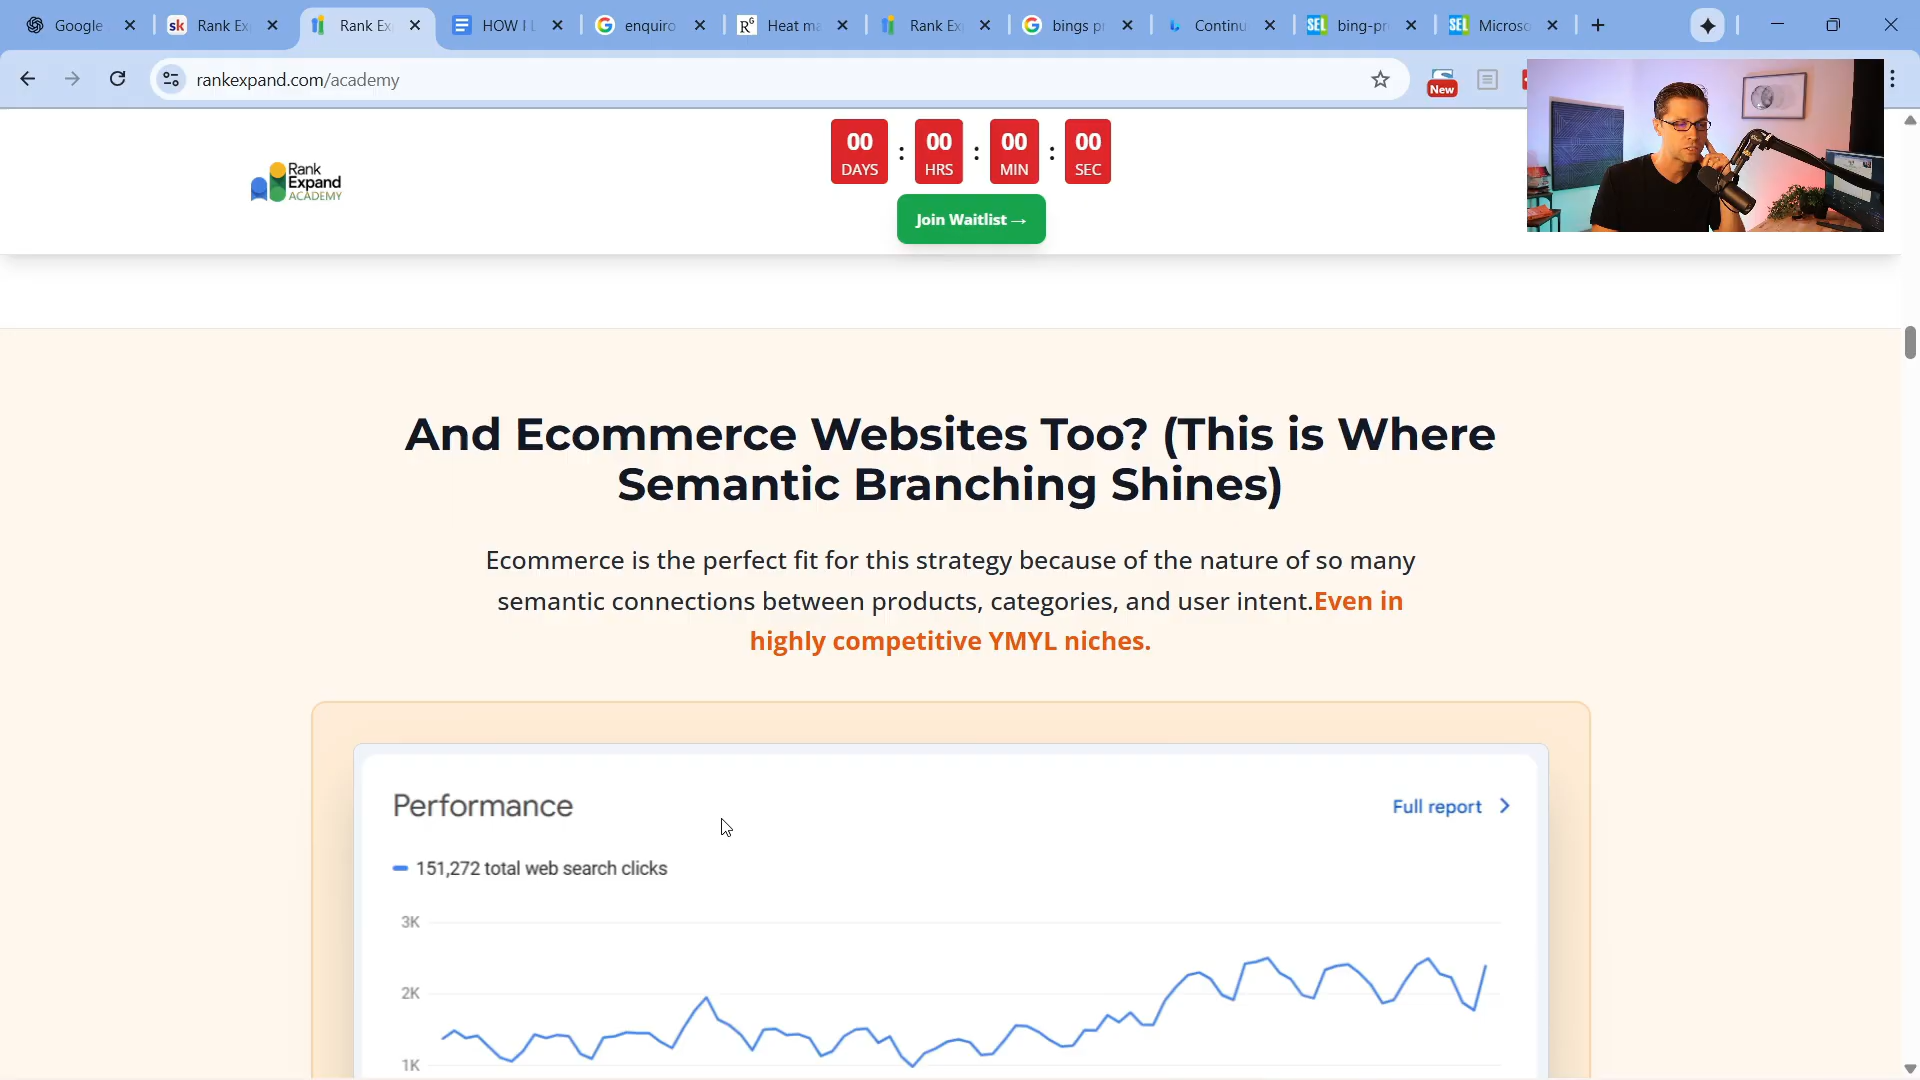 Google
Rank Ex
Rank Ex
HOW I L
enquiro
Heat ma
Rank Ex
bings pr
Continu
bing-pr
Microso
rankexpand.com/academy
New
Rank
Expand
ACADEMY
00 DAYS : 00 HRS : 00 MIN : 00 SEC
Join Waitlist →
And Ecommerce Websites Too? (This is Where
Semantic Branching Shines)
Ecommerce is the perfect fit for this strategy because of the nature of so many
semantic connections between products, categories, and user intent.Even in
highly competitive YMYL niches.
Performance
Full report
151,272 total web search clicks
3K
2K
1K